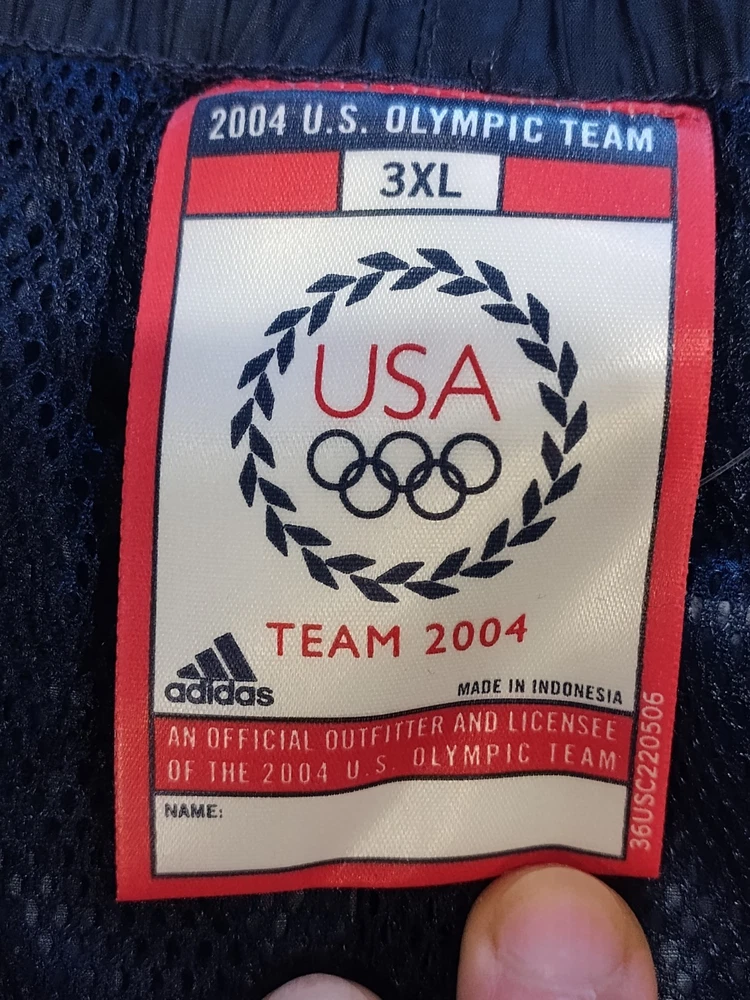 2004 U.S. OLYMPIC TEAM
3XL
USA
TEAM 2004
adidas
MADE IN INDONESIA
AN OFFICIAL OUTFITTER AND LICENSEE
OF THE 2004 U.S. OLYMPIC TEAM
NAME:
36USC220506